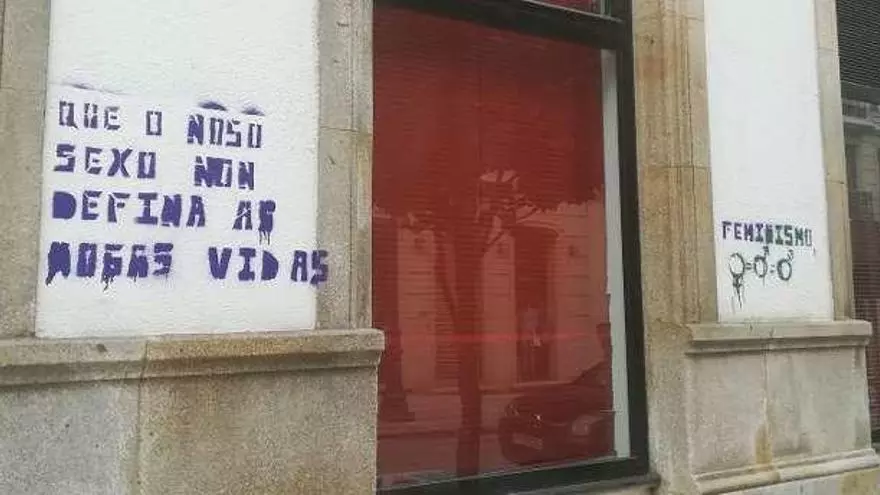 QUE O NOSO
SEXO NON
DEFINA AS
NOSAS VIDAS
FEMINISMO